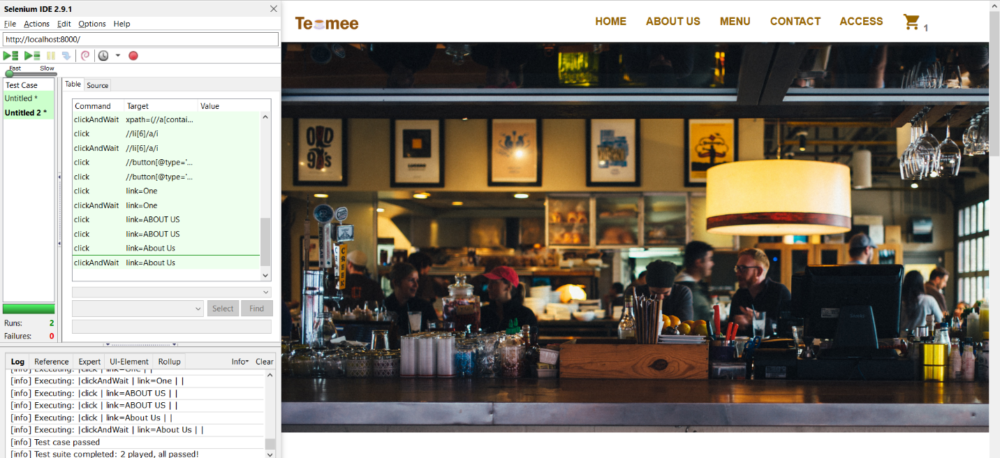 Selenium IDE 2.9.1
File Actions Edit Options Help
http://localhost:8000/
Fast Slow
Test Case
Untitled *
Untitled 2 *
Runs: 2
Failures: 0
Table Source
Command Target Value
clickAndWait xpath=(//a[contai...
click //li[6]/a/i
clickAndWait //li[6]/a/i
click //button[@type='...
click //button[@type='...
click link=One
clickAndWait link=One
click link=ABOUT US
click link=ABOUT US
click link=About Us
clickAndWait link=About Us
Select Find
Log Reference Expert UI-Element Rollup Info Clear
[info] Executing: |click | link=One | |
[info] Executing: |clickAndWait | link=One | |
[info] Executing: |click | link=ABOUT US | |
[info] Executing: |click | link=ABOUT US | |
[info] Executing: |click | link=About Us | |
[info] Executing: |clickAndWait | link=About Us | |
[info] Test case passed
[info] Test suite completed: 2 played, all passed!
Te mee
HOME ABOUT US MENU CONTACT ACCESS 1
OLD
90's